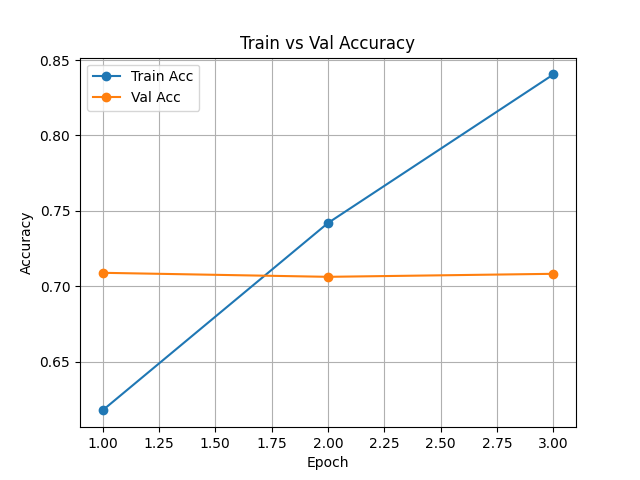 Train vs Val Accuracy
Train Acc
Val Acc
Accuracy
0.85
0.80
0.75
0.70
0.65
1.00 1.25 1.50 1.75 2.00 2.25 2.50 2.75 3.00
Epoch